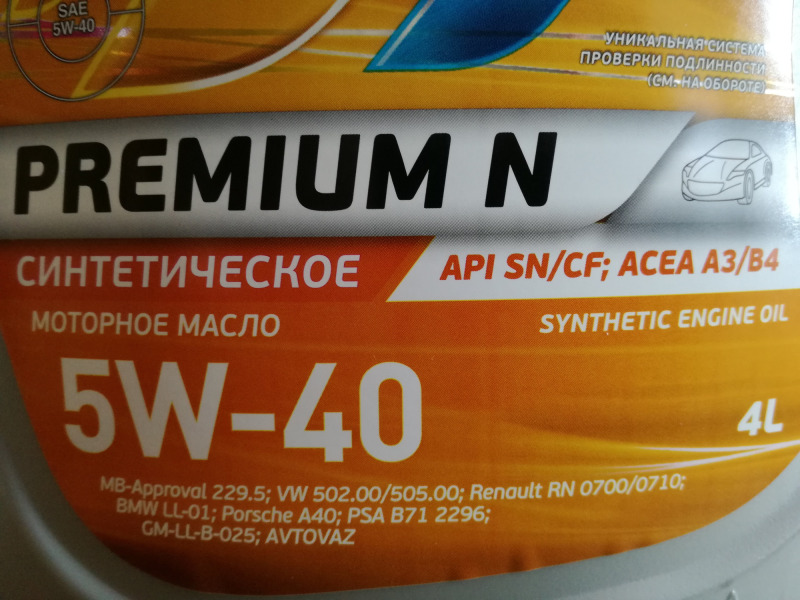 SAE
5W-40
УНИКАЛЬНАЯ СИСТЕМА
ПРОВЕРКИ ПОДЛИННОСТИ
(СМ. НА ОБОРОТЕ)
PREMIUM N
СИНТЕТИЧЕСКОЕ
API SN/CF; ACEA A3/B4
МОТОРНОЕ МАСЛО
SYNTHETIC ENGINE OIL
5W-40
4L
MB-Approval 229.5; VW 502.00/505.00; Renault RN 0700/0710;
BMW LL-01; Porsche A40; PSA B71 2296;
GM-LL-B-025; AVTOVAZ